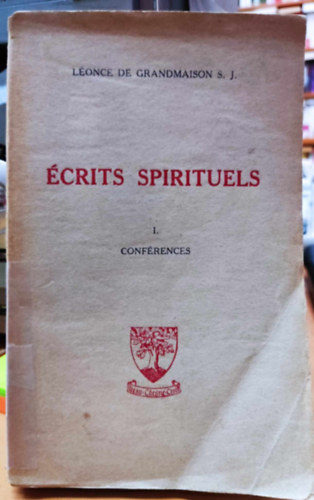 LÉONCE DE GRANDMAISON S. J.
ÉCRITS SPIRITUELS
I.
CONFÉRENCES